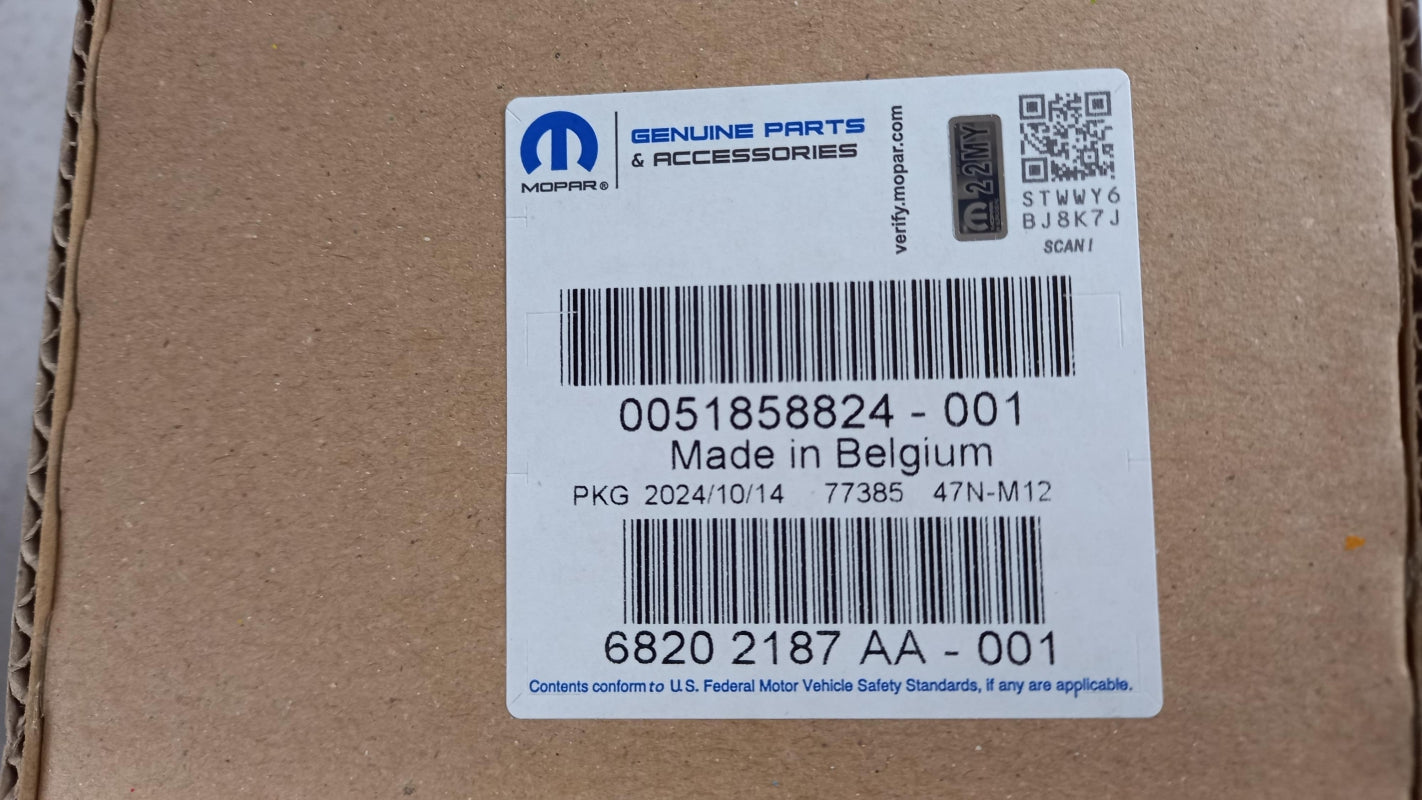 MOPAR®
GENUINE PARTS
& ACCESSORIES
verify.mopar.com
22MY
STWWY6
BJ8K7J
SCAN!
0051858824 - 001
Made in Belgium
PKG 2024/10/14 77385 47N-M12
6820 2187 AA - 001
Contents conform to U.S. Federal Motor Vehicle Safety Standards, if any are applicable.